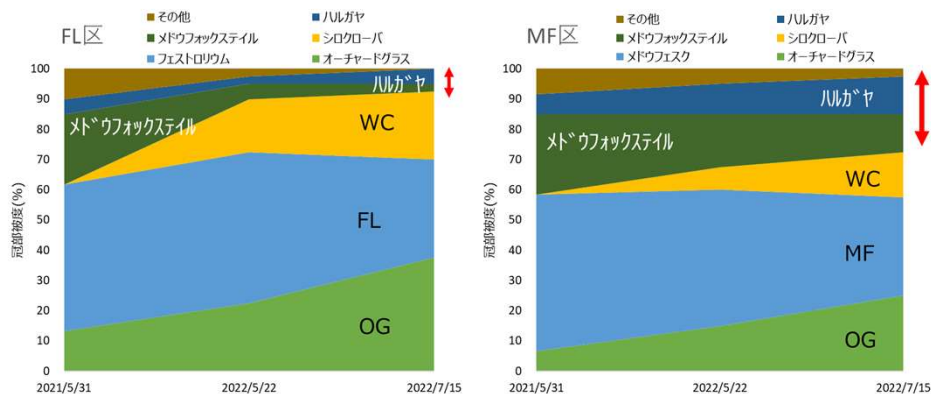 FL区
その他
ハルガヤ
メドウフォックステイル
シロクローバ
フェストロリウム
オーチャードグラス
冠部被度(%)
100
90
80
70
60
50
40
30
20
10
0
ハルガヤ
メドウフォックステイル
WC
FL
OG
2021/5/31
2022/5/22
2022/7/15
MF区
その他
ハルガヤ
メドウフォックステイル
シロクローバ
メドウフェスク
オーチャードグラス
冠部被度(%)
100
90
80
70
60
50
40
30
20
10
0
ハルガヤ
メドウフォックステイル
WC
MF
OG
2021/5/31
2022/5/22
2022/7/15